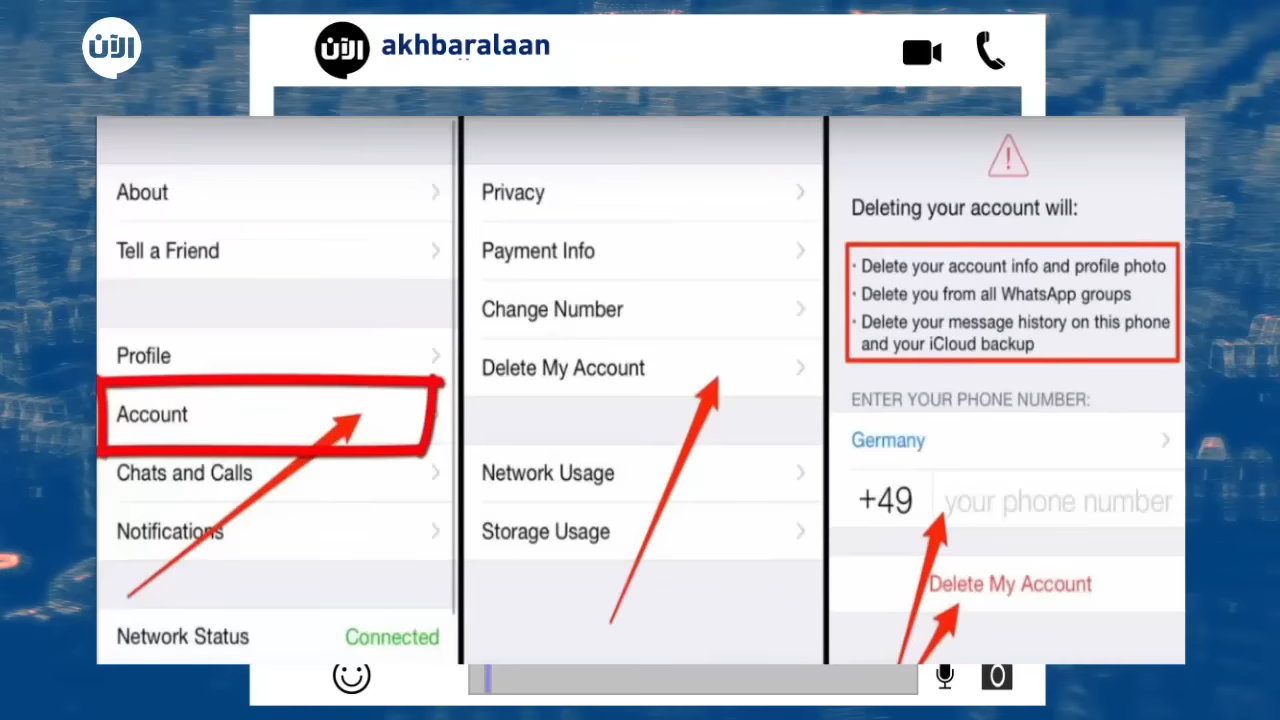 الآن
الآن akhbaralaan
About
Tell a Friend
Profile
Account
Chats and Calls
Notifications
Network Status Connected
Privacy
Payment Info
Change Number
Delete My Account
Network Usage
Storage Usage
!
Deleting your account will:
· Delete your account info and profile photo
· Delete you from all WhatsApp groups
· Delete your message history on this phone
and your iCloud backup
ENTER YOUR PHONE NUMBER:
Germany
+49 your phone number
Delete My Account